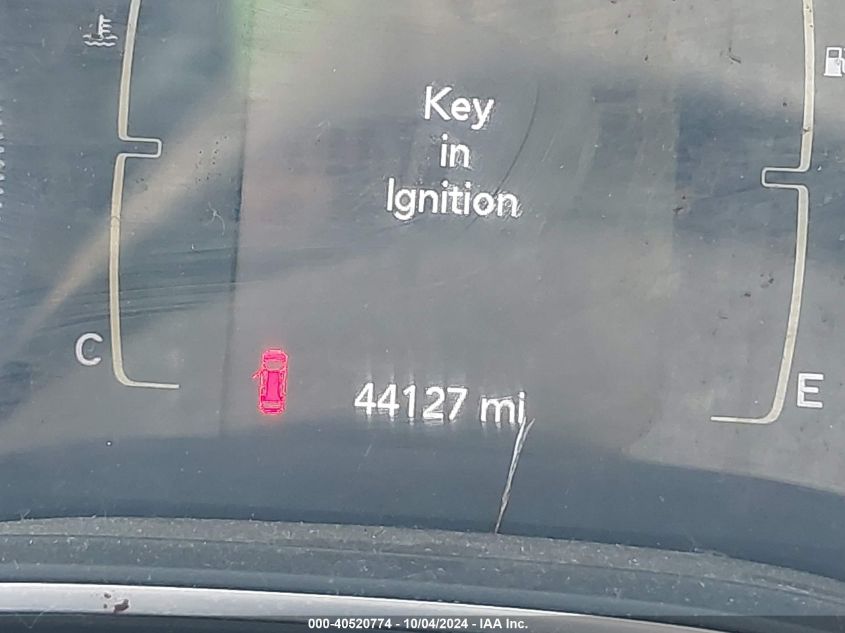 Key
in
Ignition
C
E
44127 mi
000-40520774 - 10/04/2024 - IAA Inc.